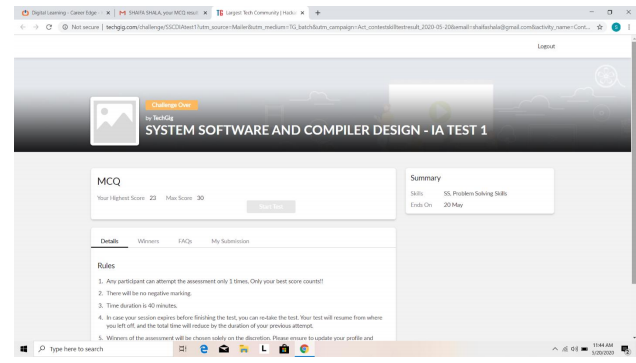 Digital Learning - Career Edge -
SHAIFA SHALA, your MCQ result
TG Largest Tech Community | Hacka
Not secure | techgig.com/challenge/SSCDIAtest1?utm_source=Mailer&utm_medium=TG_batch&utm_campaign=Act_contestskilltestresult_2020-05-20&email=shaifashala@gmail.com&activity_name=Cont...
Logout
Challenge Over
by TechGig
SYSTEM SOFTWARE AND COMPILER DESIGN - IA TEST 1
MCQ
Your Highest Score 23 Max Score 30
Start Test
Summary
Skills SS, Problem Solving Skills
Ends On 20 May
Details Winners FAQs My Submission
Rules
1. Any participant can attempt the assessment only 1 times, Only your best score counts!!
2. There will be no negative marking.
3. Time duration is 40 minutes.
4. In case your session expires before finishing the test, you can re-take the test. Your test will resume from where
you left off, and the total time will reduce by the duration of your previous attempt.
5. Winners of the assessment will be chosen solely on the discretion. Please ensure to update your profile and
Type here to search
11:44 AM
5/20/2020